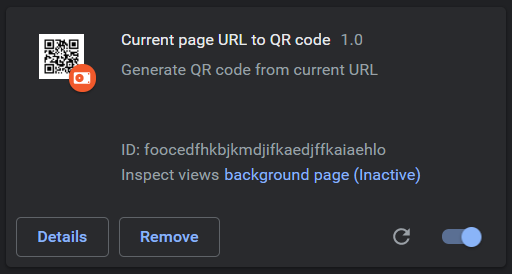 Current page URL to QR code 1.0
Generate QR code from current URL
ID: foocedfhkbjkmdjifkaedjffkaiaehlo
Inspect views background page (Inactive)
Details Remove